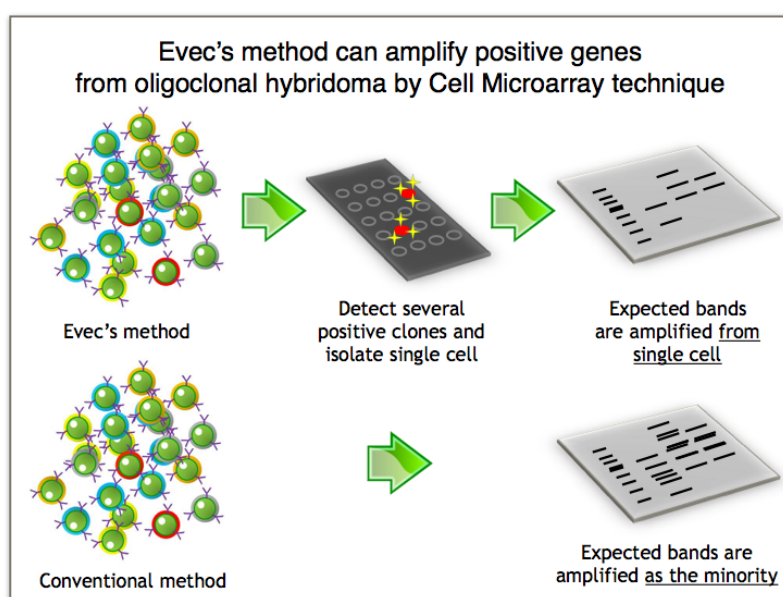 Evec's method can amplify positive genes
from oligoclonal hybridoma by Cell Microarray technique
Evec's method
Detect several
positive clones and
isolate single cell
Expected bands
are amplified from
single cell
Conventional method
Expected bands are
amplified as the minority